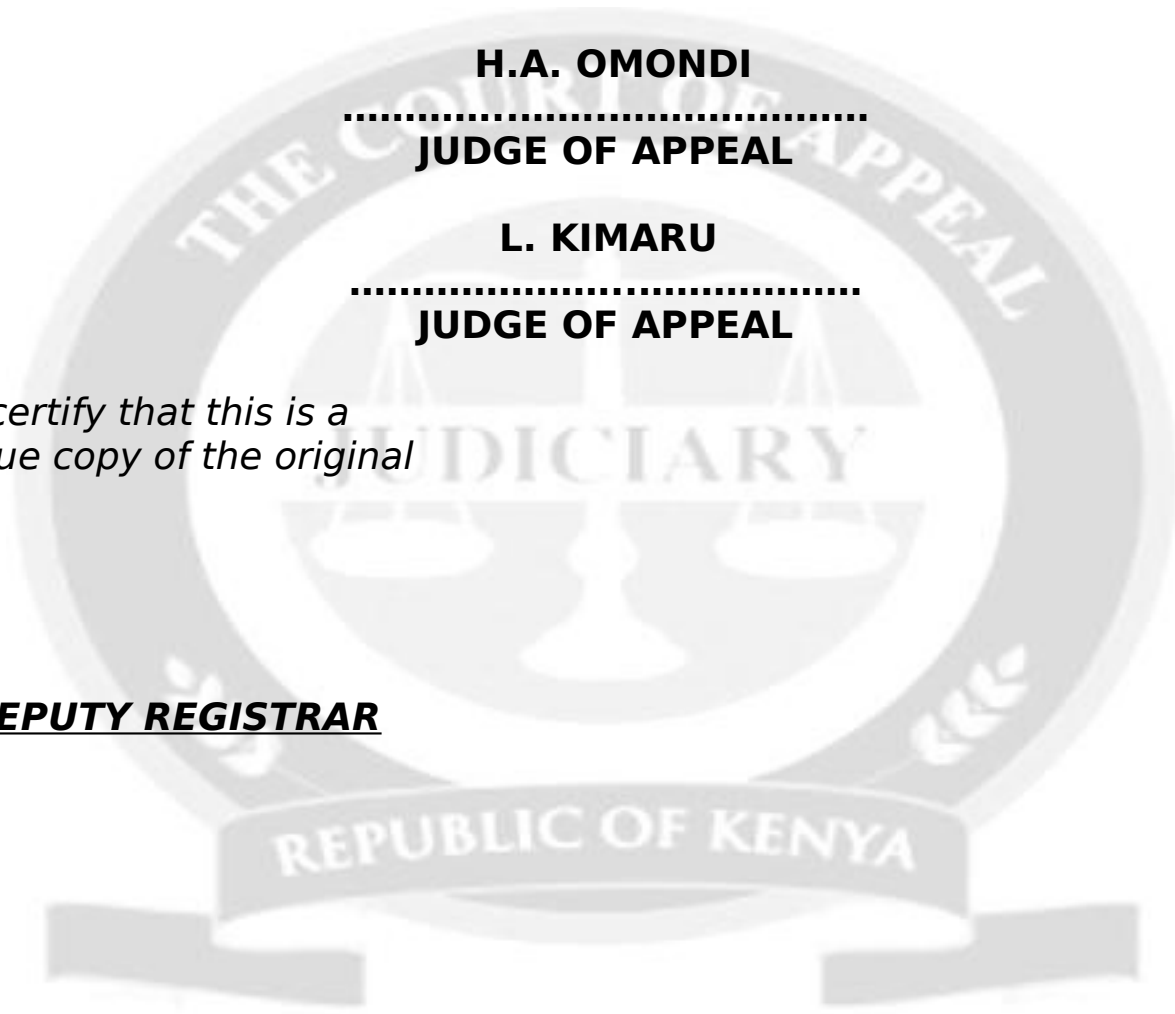 H.A. OMONDI
........................................
JUDGE OF APPEAL
L. KIMARU
.......................................
JUDGE OF APPEAL
certify that this is a
ue copy of the original
EPUTY REGISTRAR
THE COURT OF APPEAL
JUDICIARY
REPUBLIC OF KENYA